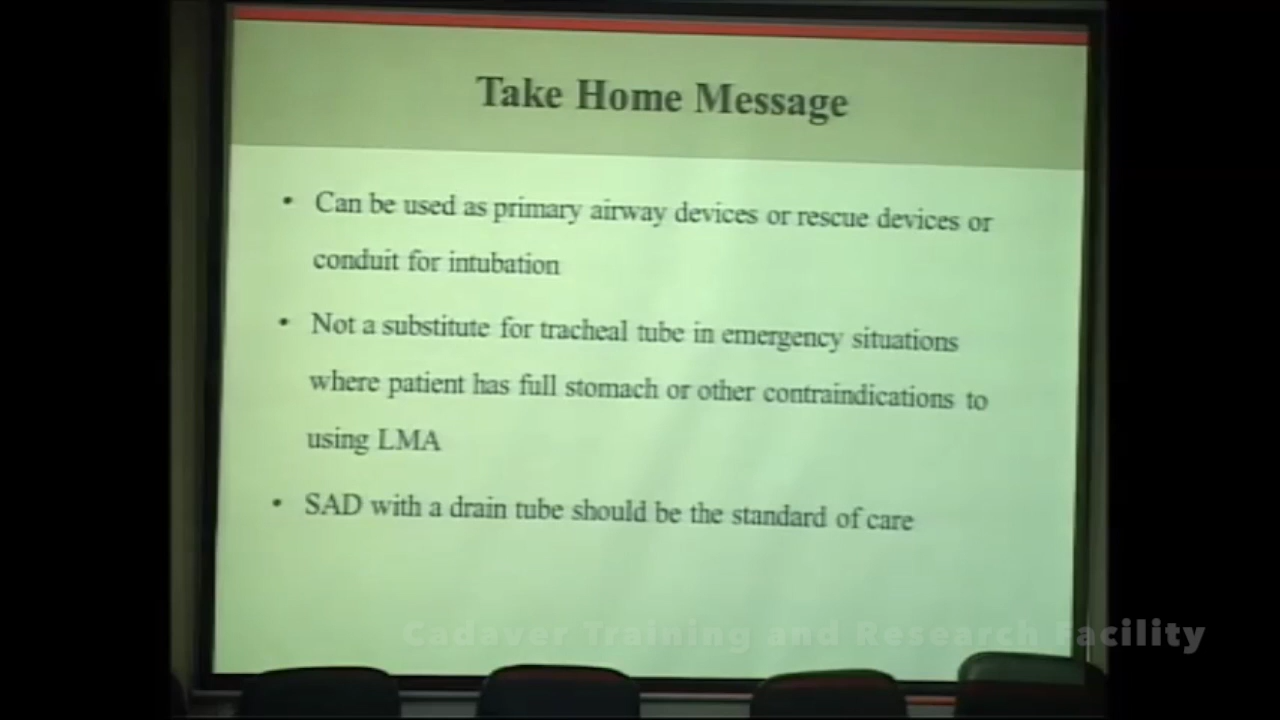 Take Home Message
• Can be used as primary airway devices or rescue devices or
conduit for intubation
• Not a substitute for tracheal tube in emergency situations
where patient has full stomach or other contraindications to
using LMA
• SAD with a drain tube should be the standard of care
Cadaver Training and Research Facility